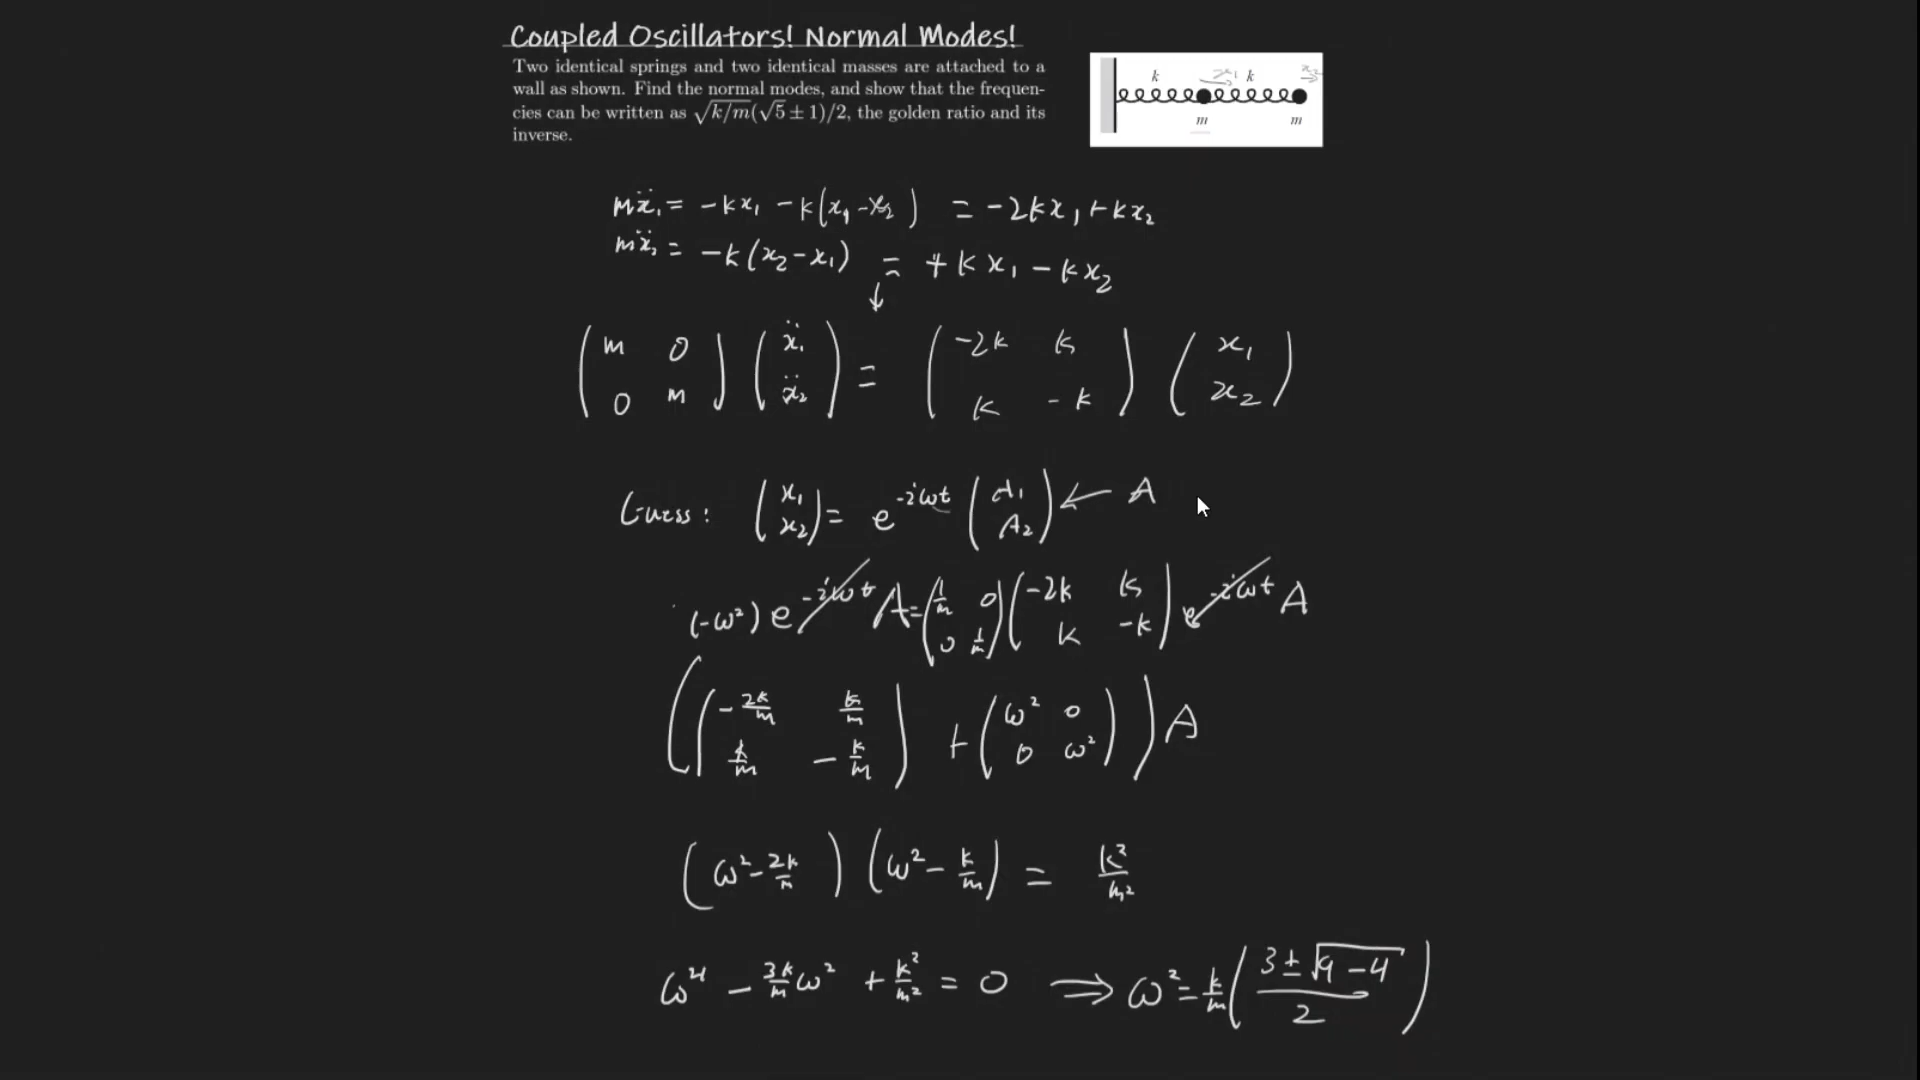 Coupled Oscillators! Normal Modes!
Two identical springs and two identical masses are attached to a
wall as shown. Find the normal modes, and show that the frequen-
cies can be written as √k/m(√5 ± 1)/2, the golden ratio and its
inverse.
k x₁ k x₂
m m
mẍ₁ = -kx₁ - k(x₁ - x₂) = -2kx₁ + kx₂
mẍ₂ = -k(x₂ - x₁) = +kx₁ - kx₂
↓
( m 0 ) ( ẍ₁ ) = ( -2k k ) ( x₁ )
( 0 m ) ( ẍ₂ ) ( k -k ) ( x₂ )
Guess: ( x₁ ) = e^-iωt ( A₁ ) ← A
( x₂ ) ( A₂ )
(-ω²) e^-iωt A = ( 1/m 0 ) ( -2k k ) e^-iωt A
( 0 1/m ) ( k -k )
( ( -2k/m k/m ) + ( ω² 0 ) ) A
( k/m -k/m ) ( 0 ω² )
(ω² - 2k/m) (ω² - k/m) = k²/m²
ω⁴ - 3k/m ω² + k²/m² = 0 ⟹ ω² = k/m ( (3 ± √9 - 4) / 2 )